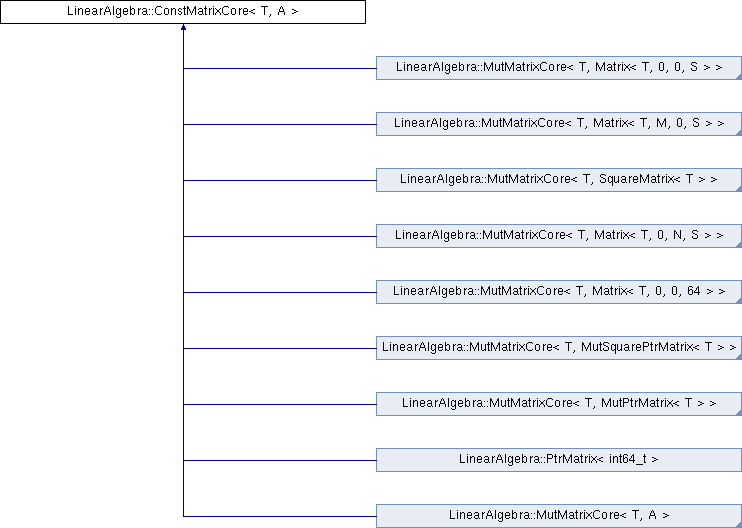 LinearAlgebra::ConstMatrixCore< T, A >
LinearAlgebra::MutMatrixCore< T, Matrix< T, 0, 0, S > >
LinearAlgebra::MutMatrixCore< T, Matrix< T, M, 0, S > >
LinearAlgebra::MutMatrixCore< T, SquareMatrix< T > >
LinearAlgebra::MutMatrixCore< T, Matrix< T, 0, N, S > >
LinearAlgebra::MutMatrixCore< T, Matrix< T, 0, 0, 64 > >
LinearAlgebra::MutMatrixCore< T, MutSquarePtrMatrix< T > >
LinearAlgebra::MutMatrixCore< T, MutPtrMatrix< T > >
LinearAlgebra::PtrMatrix< int64_t >
LinearAlgebra::MutMatrixCore< T, A >